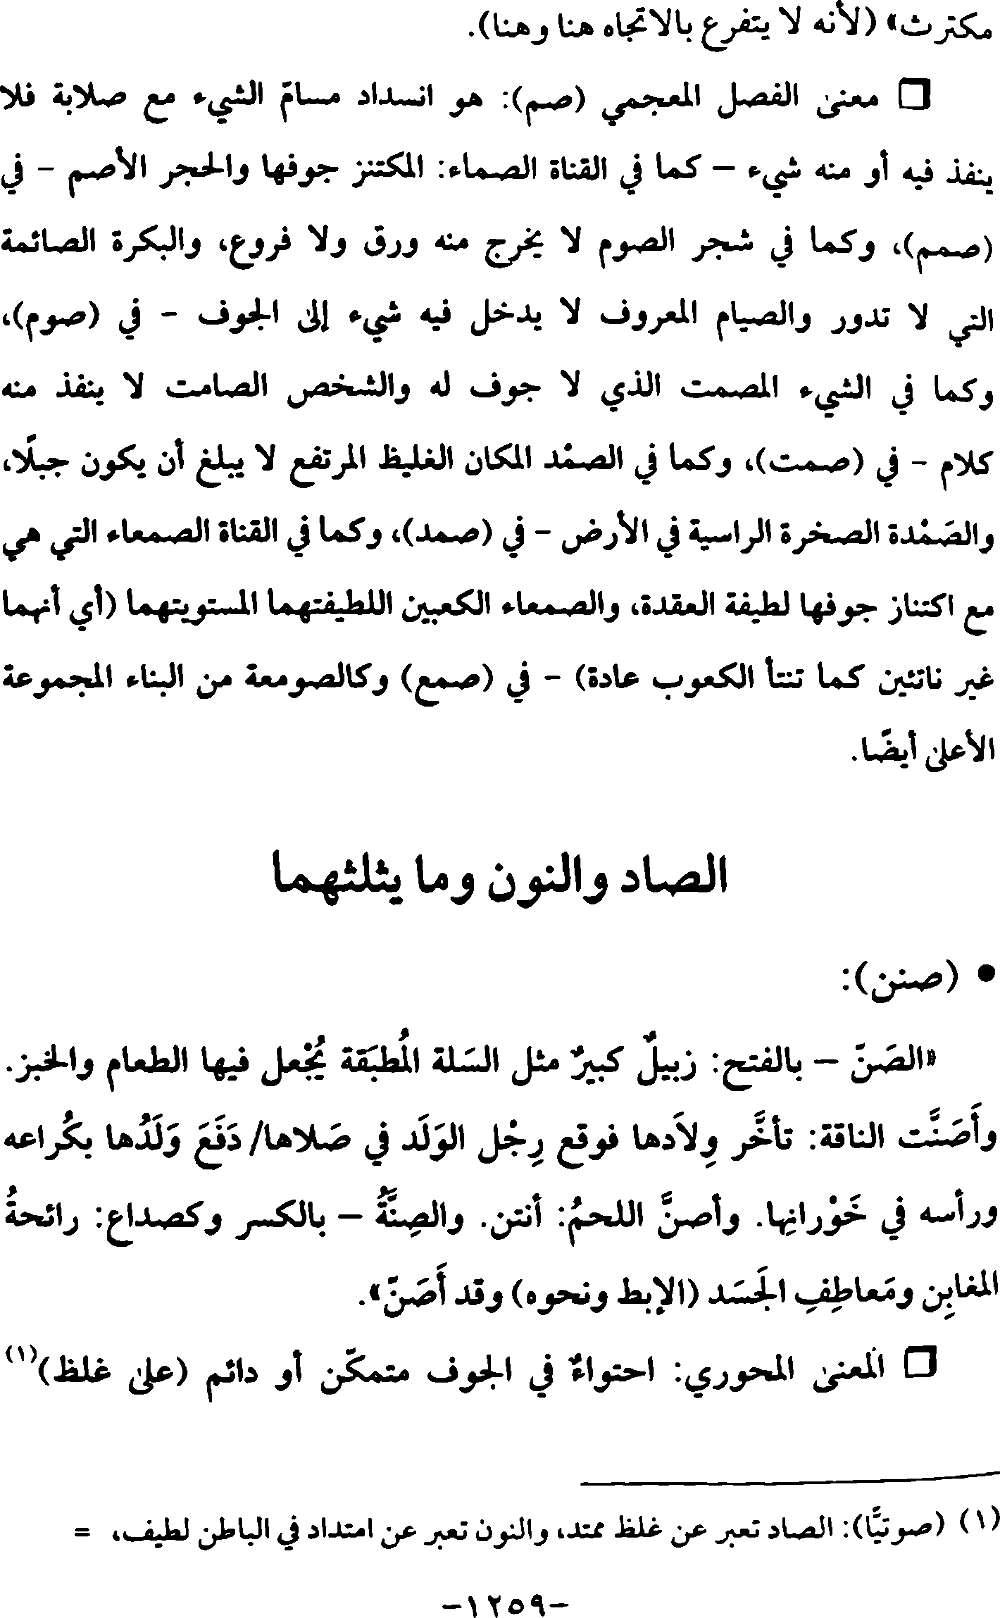 مكترث» (لأنه لا يتفرع بالاتجاه هنا وهنا).
❒ معنى الفصل المعجمي (صم): هو انسداد مسامّ الشيء مع صلابة فلا
ينفذ فيه أو منه شيء – كما في القناة الصماء: المكتنز جوفها والحجر الأصم - في
(صمم)، وكما في شجر الصوم لا يخرج منه ورق ولا فروع، والبكرة الصائمة
التي لا تدور والصيام المعروف لا يدخل فيه شيء إلى الجوف - في (صوم)،
وكما في الشيء المصمت الذي لا جوف له والشخص الصامت لا ينفذ منه
كلام - في (صمت)، وكما في الصمْد المكان الغليظ المرتفع لا يبلغ أن يكون جبلًا،
والصَمْدة الصخرة الراسية في الأرض - في (صمد)، وكما في القناة الصمعاء التي هي
مع اكتناز جوفها لطيفة العقدة، والصمعاء الكعبين اللطيفتهما المستويتهما (أي أنهما
غير ناتئين كما تنتأ الكعوب عادة) - في (صمع) وكالصومعة من البناء المجموعة
الأعلى أيضًا.
الصاد والنون وما يثلثهما
• (صنن):
«الصَنّ – بالفتح: زبيلٌ كبيرٌ مثل السَلة المُطبَقة يُجْعل فيها الطعام والخبز.
وأَصَنَّت الناقة: تأخَّر وِلاَدها فوقع رِجْل الوَلَد في صَلاها/ دَفَعَ وَلَدُها بكُراعه
ورأسه في خَوْرانِها. وأصنَّ اللحمُ: أنتن. والصِنَّةُ – بالكسر وكصداع: رائحةُ
المغابِن ومَعاطِفِ الجَسَد (الإبط ونحوه) وقد أَصَنّ».
❒ المعنى المحوري: احتواءٌ في الجوف متمكّن أو دائم (على غلظ)(١)
(١) (صوتيًّا): الصاد تعبر عن غلظ ممتد، والنون تعبر عن امتداد في الباطن لطيف، =
-١٢٥٩-